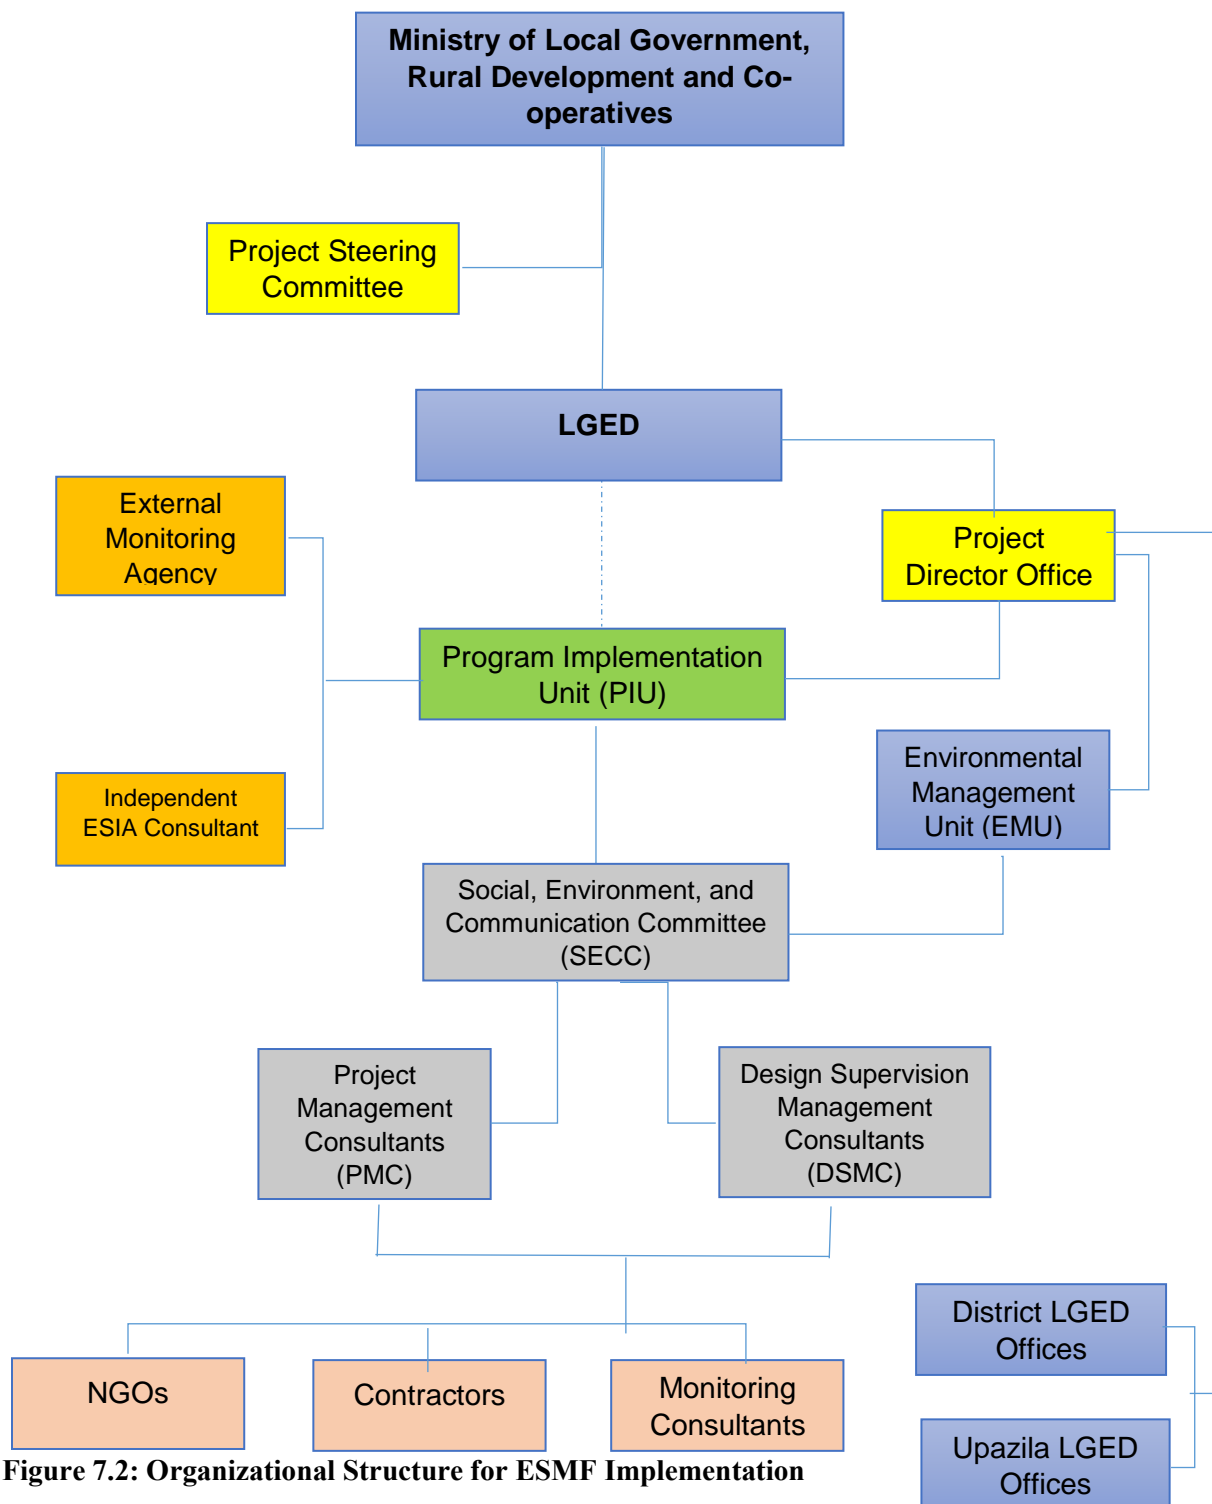 Ministry of Local Government,
Rural Development and Co-
operatives
Project Steering
Committee
LGED
External
Monitoring
Agency
Project
Director Office
Program Implementation
Unit (PIU)
Environmental
Management
Unit (EMU)
Independent
ESIA Consultant
Social, Environment, and
Communication Committee
(SECC)
Project
Management
Consultants
(PMC)
Design Supervision
Management
Consultants
(DSMC)
District LGED
Offices
NGOs
Contractors
Monitoring
Consultants
Upazila LGED
Offices
Figure 7.2: Organizational Structure for ESMF Implementation